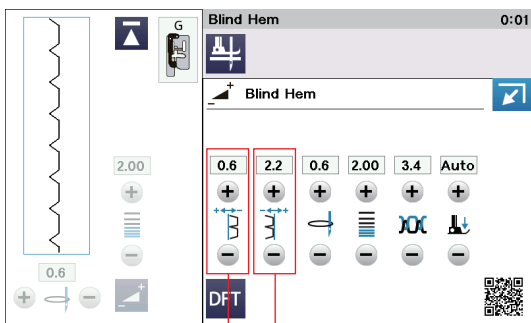 Blind Hem 0:01
G
Blind Hem
2.00
0.6 2.2 0.6 2.00 3.4 Auto
0.6
DFT